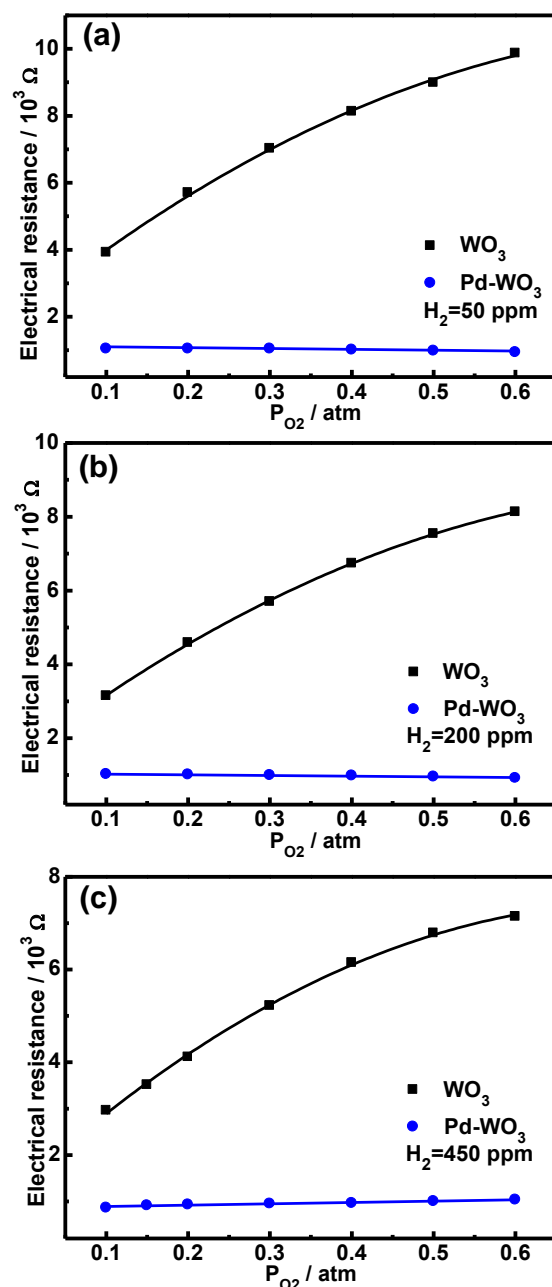 (a)
Electrical resistance / 10³ Ω
10
8
6
4
2
WO₃
Pd-WO₃
H₂=50 ppm
0.1 0.2 0.3 0.4 0.5 0.6
P_O2 / atm
(b)
Electrical resistance / 10³ Ω
10
8
6
4
2
WO₃
Pd-WO₃
H₂=200 ppm
0.1 0.2 0.3 0.4 0.5 0.6
P_O2 / atm
(c)
Electrical resistance / 10³ Ω
8
6
4
2
WO₃
Pd-WO₃
H₂=450 ppm
0.1 0.2 0.3 0.4 0.5 0.6
P_O2 / atm